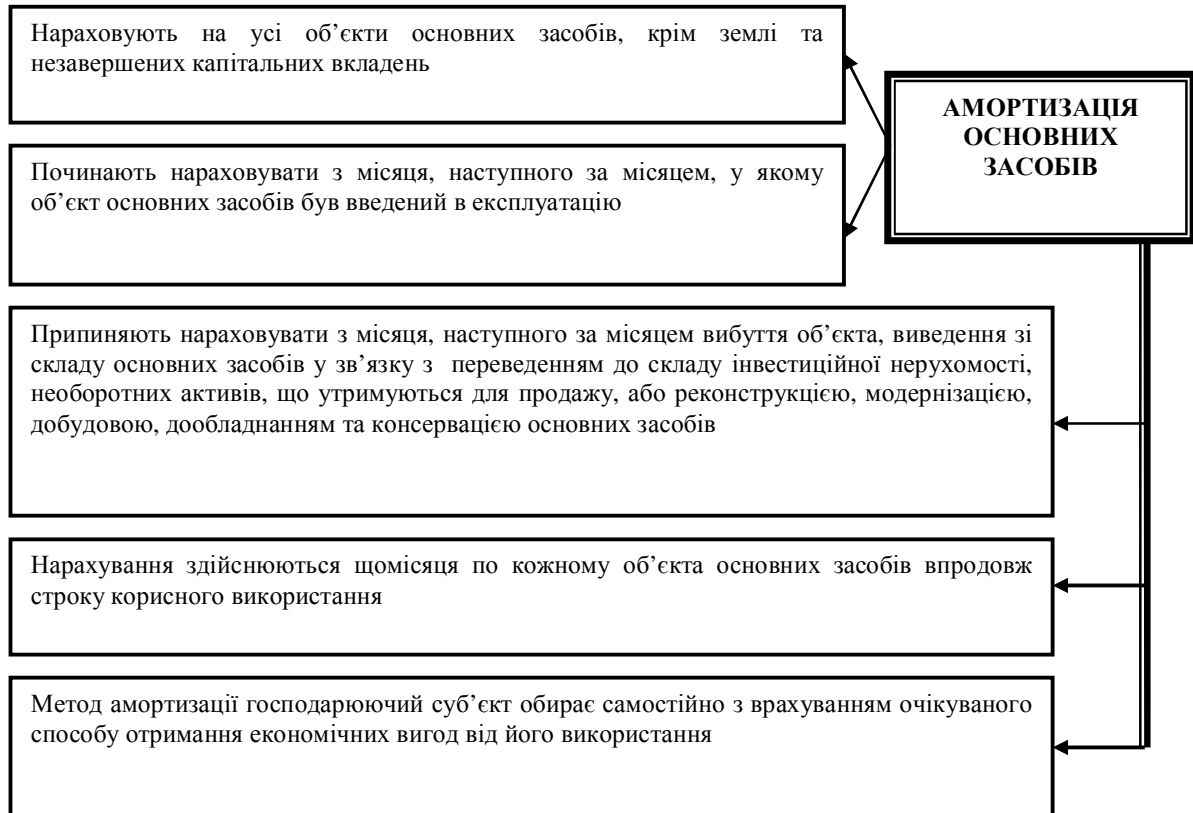 Нараховують на усі об’єкти основних засобів, крім землі та
незавершених капітальних вкладень
АМОРТИЗАЦІЯ
ОСНОВНИХ
ЗАСОБІВ
Починають нараховувати з місяця, наступного за місяцем, у якому
об’єкт основних засобів був введений в експлуатацію
Припиняють нараховувати з місяця, наступного за місяцем вибуття об’єкта, виведення зі
складу основних засобів у зв’язку з переведенням до складу інвестиційної нерухомості,
необоротних активів, що утримуються для продажу, або реконструкцією, модернізацією,
добудовою, дообладнанням та консервацією основних засобів
Нарахування здійснюються щомісяця по кожному об’єкта основних засобів впродовж
строку корисного використання
Метод амортизації господарюючий суб’єкт обирає самостійно з врахуванням очікуваного
способу отримання економічних вигод від його використання